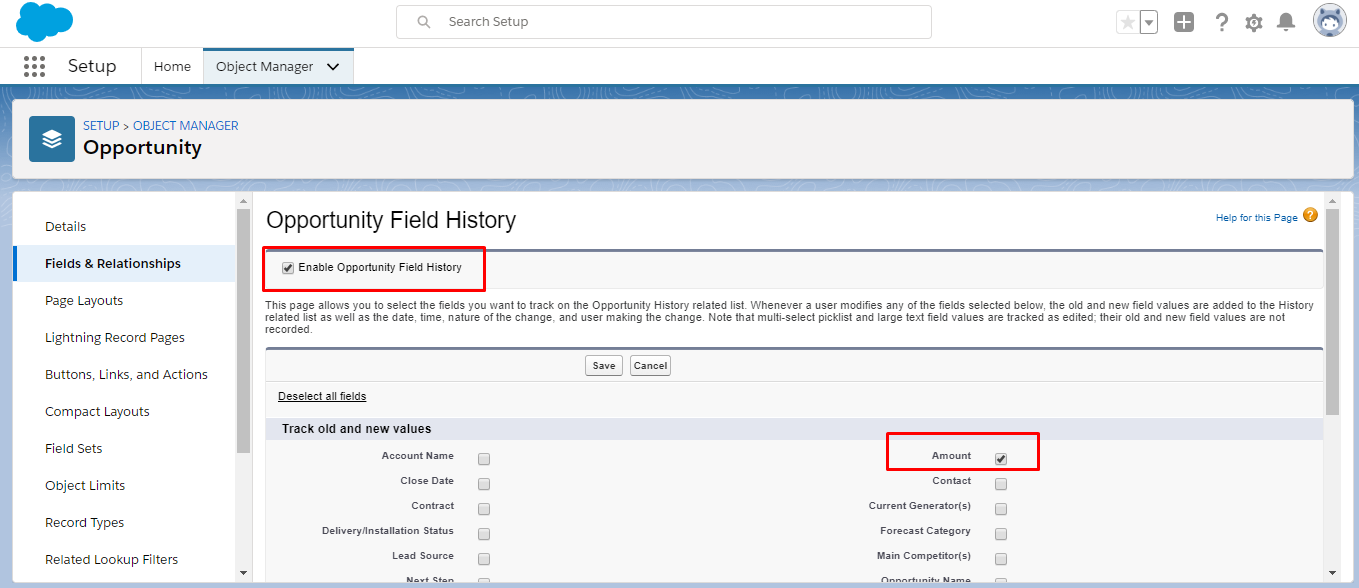 Search Setup
Setup
Home
Object Manager
SETUP > OBJECT MANAGER
Opportunity
Details
Fields & Relationships
Page Layouts
Lightning Record Pages
Buttons, Links, and Actions
Compact Layouts
Field Sets
Object Limits
Record Types
Related Lookup Filters
Opportunity Field History
Help for this Page ?
Enable Opportunity Field History
This page allows you to select the fields you want to track on the Opportunity History related list. Whenever a user modifies any of the fields selected below, the old and new field values are added to the History
related list as well as the date, time, nature of the change, and user making the change. Note that multi-select picklist and large text field values are tracked as edited; their old and new field values are not
recorded.
Save Cancel
Deselect all fields
Track old and new values
Account Name Amount
Close Date Contact
Contract Current Generator(s)
Delivery/Installation Status Forecast Category
Lead Source Main Competitor(s)
Next Step Opportunity Name